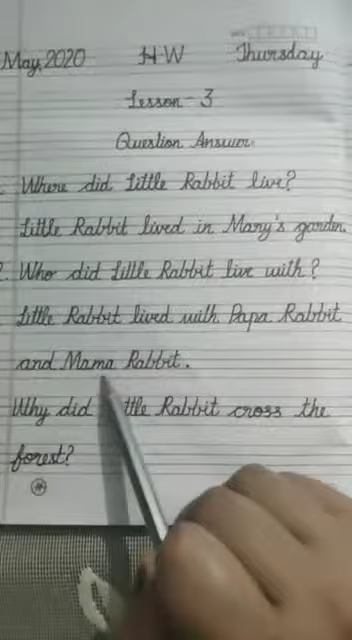 May, 2020 H·W Thursday
Lesson - 3
Question Answer
Where did Little Rabbit live?
Little Rabbit lived in Many's garden.
2. Who did Little Rabbit live with?
Little Rabbit lived with Papa Rabbit
and Mama Rabbit.
Why did ttle Rabbit cross the
forest?